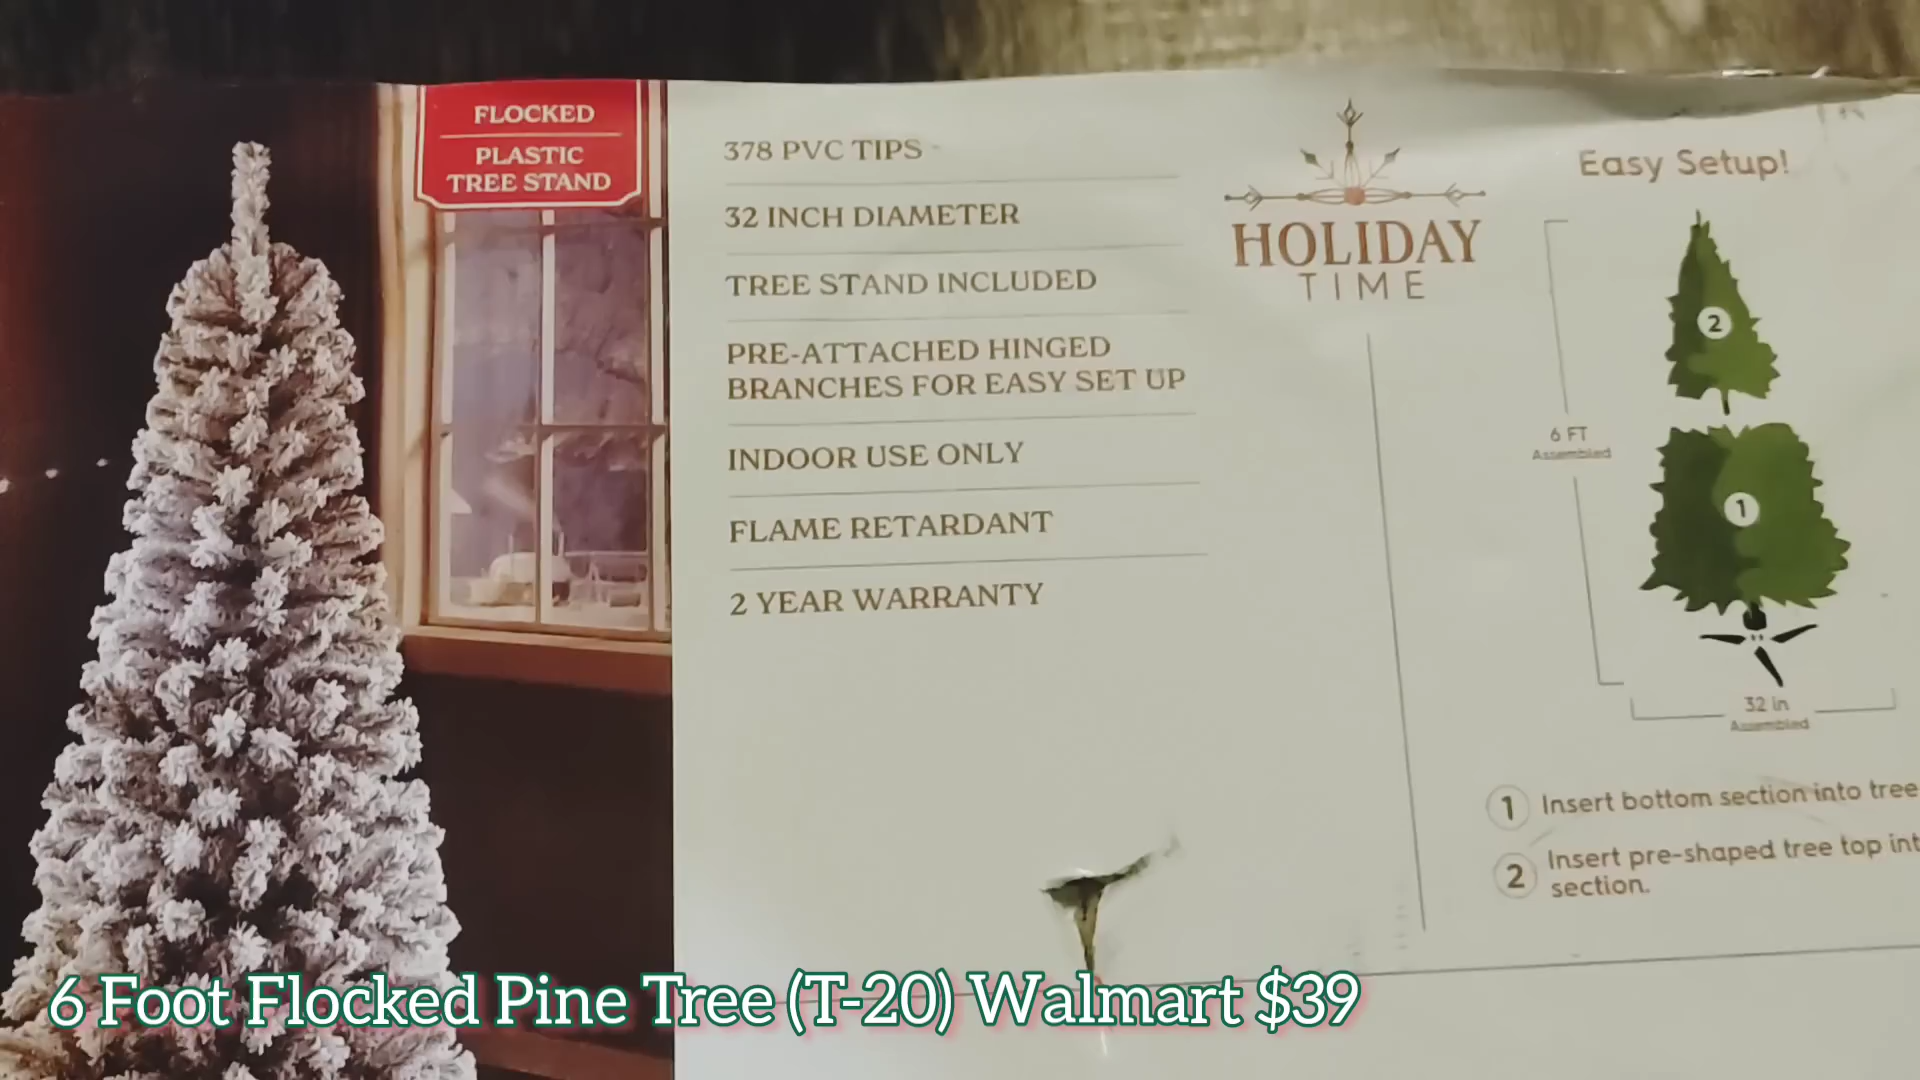 FLOCKED
PLASTIC
TREE STAND
378 PVC TIPS
32 INCH DIAMETER
TREE STAND INCLUDED
PRE-ATTACHED HINGED
BRANCHES FOR EASY SET UP
INDOOR USE ONLY
FLAME RETARDANT
2 YEAR WARRANTY
HOLIDAY
TIME
Easy Setup!
2
6 FT
Assembled
1
32 in
Assembled
1 Insert bottom section into tree
2 Insert pre-shaped tree top int
section.
6 Foot Flocked Pine Tree (T-20) Walmart $39